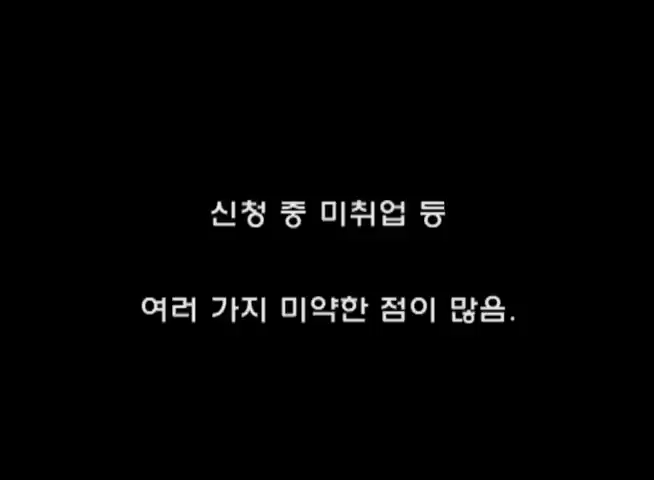 신청 중 미취업 등
여러 가지 미약한 점이 많음.